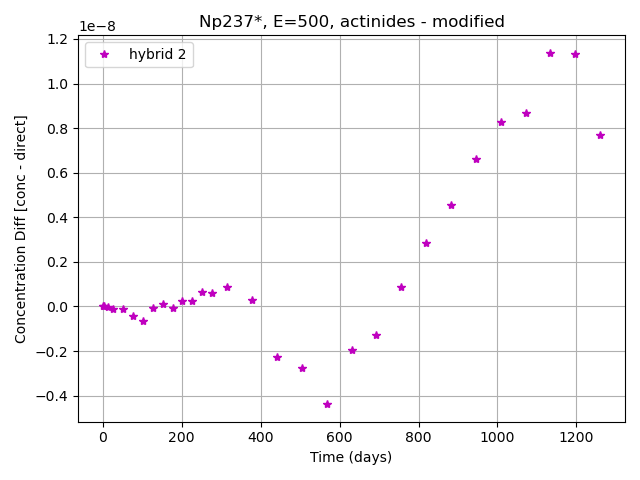 Np237*, E=500, actinides - modified
1e−8
hybrid 2
1.2
1.0
0.8
0.6
0.4
0.2
0.0
−0.2
−0.4
Concentration Diff [conc - direct]
0 200 400 600 800 1000 1200
Time (days)